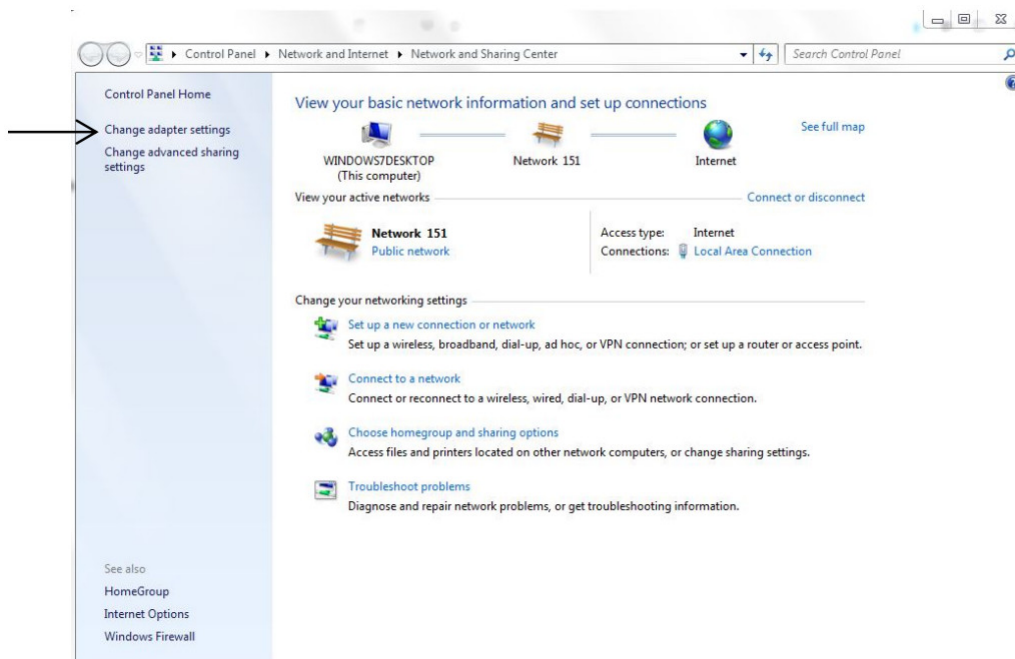 Control Panel ▸ Network and Internet ▸ Network and Sharing Center
Search Control Panel
Control Panel Home
Change adapter settings
Change advanced sharing
settings
View your basic network information and set up connections
See full map
WINDOWS7DESKTOP
(This computer)
Network 151
Internet
View your active networks
Connect or disconnect
Network 151
Public network
Access type: Internet
Connections: Local Area Connection
Change your networking settings
Set up a new connection or network
Set up a wireless, broadband, dial-up, ad hoc, or VPN connection; or set up a router or access point.
Connect to a network
Connect or reconnect to a wireless, wired, dial-up, or VPN network connection.
Choose homegroup and sharing options
Access files and printers located on other network computers, or change sharing settings.
Troubleshoot problems
Diagnose and repair network problems, or get troubleshooting information.
See also
HomeGroup
Internet Options
Windows Firewall